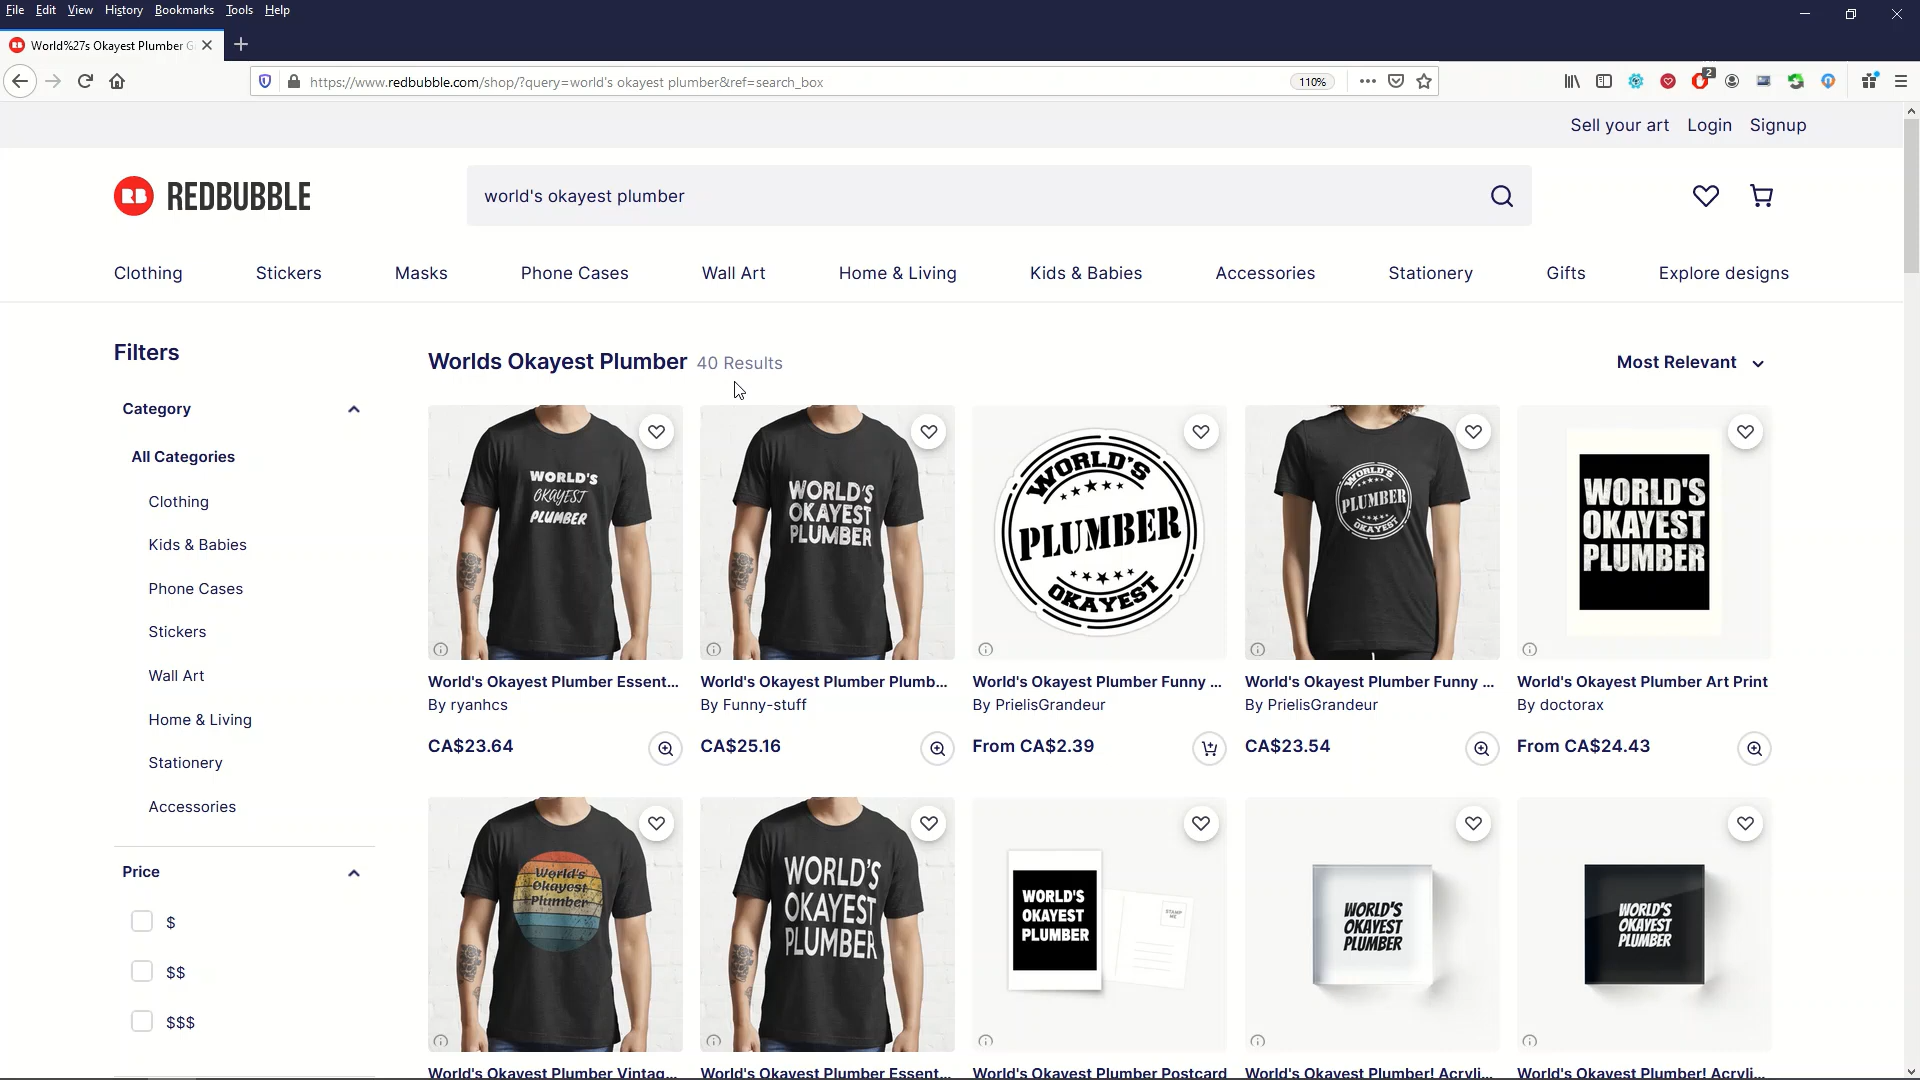 File Edit View History Bookmarks Tools Help
World%27s Okayest Plumber G
https://www.redbubble.com/shop/?query=world's okayest plumber&ref=search_box
110%
2
Sell your art Login Signup
RB REDBUBBLE
world's okayest plumber
Clothing Stickers Masks Phone Cases Wall Art Home & Living Kids & Babies Accessories Stationery Gifts Explore designs
Filters
Category
All Categories
Clothing
Kids & Babies
Phone Cases
Stickers
Wall Art
Home & Living
Stationery
Accessories
Price
$
$$
$$$
Worlds Okayest Plumber 40 Results
Most Relevant
WORLD'S
OKAYEST
PLUMBER
World's Okayest Plumber Essent...
By ryanhcs
CA$23.64
WORLD'S
OKAYEST
PLUMBER
World's Okayest Plumber Plumb...
By Funny-stuff
CA$25.16
WORLD'S
PLUMBER
OKAYEST
World's Okayest Plumber Funny ...
By PrielisGrandeur
From CA$2.39
WORLD'S
PLUMBER
OKAYEST
World's Okayest Plumber Funny ...
By PrielisGrandeur
CA$23.54
WORLD'S
OKAYEST
PLUMBER
World's Okayest Plumber Art Print
By doctorax
From CA$24.43
World's
Okayest
Plumber
World's Okayest Plumber Vintag...
WORLD'S
OKAYEST
PLUMBER
World's Okayest Plumber Essent...
WORLD'S
OKAYEST
PLUMBER
STAMP
ME
World's Okayest Plumber Postcard
WORLD'S
OKAYEST
PLUMBER
World's Okayest Plumber! Acryli...
WORLD'S
OKAYEST
PLUMBER
World's Okayest Plumber! Acryli...